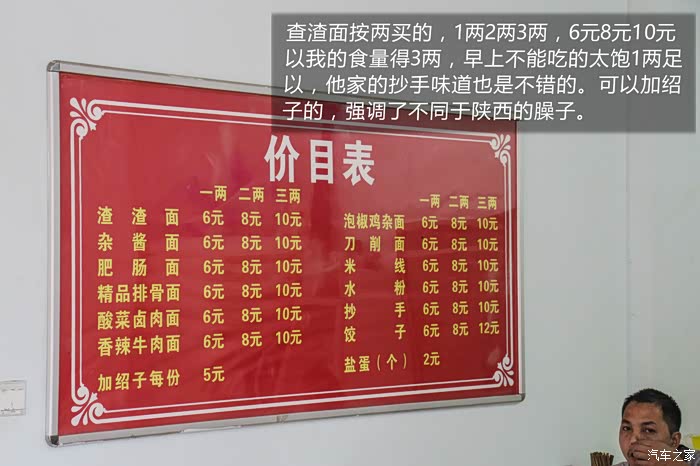 查渣面按两买的，1两2两3两，6元8元10元
以我的食量得3两，早上不能吃的太饱1两足
以，他家的抄手味道也是不错的。可以加绍
子的，强调了不同于陕西的臊子。
价目表
一两 二两 三两
渣渣面 6元 8元 10元
杂酱面 6元 8元 10元
肥肠面 6元 8元 10元
精品排骨面 6元 8元 10元
酸菜卤肉面 6元 8元 10元
香辣牛肉面 6元 8元 10元
加绍子每份 5元
一两 二两 三两
泡椒鸡杂面 6元 8元 10元
刀削面 6元 8元 10元
米线 6元 8元 10元
水粉 6元 8元 10元
抄手 6元 8元 10元
饺子 6元 8元 12元
盐蛋（个） 2元
汽车之家